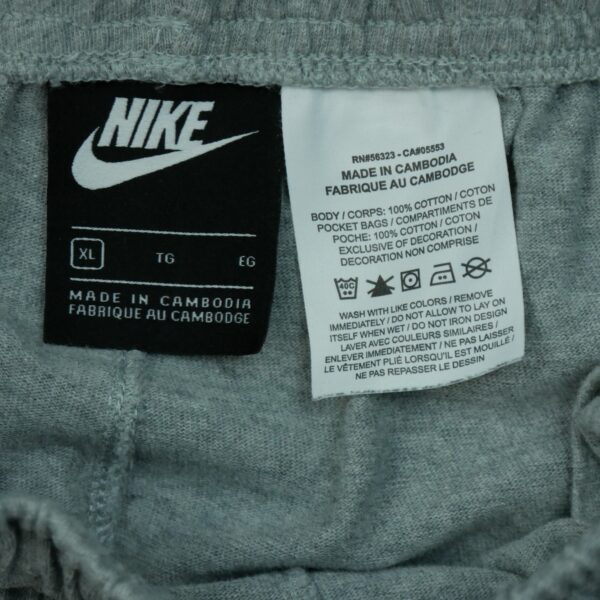 NIKE
XL TG EG
MADE IN CAMBODIA
FABRIQUE AU CAMBODGE
RN#56323 - CA#05553
MADE IN CAMBODIA
FABRIQUE AU CAMBODGE
BODY / CORPS: 100% COTTON / COTON
POCKET BAGS / COMPARTIMENTS DE
POCHE: 100% COTTON / COTON
EXCLUSIVE OF DECORATION /
DECORATION NON COMPRISE
40C
WASH WITH LIKE COLORS / REMOVE
IMMEDIATELY / DO NOT ALLOW TO LAY ON
ITSELF WHEN WET / DO NOT IRON DESIGN
LAVER AVEC COULEURS SIMILAIRES /
ENLEVER IMMEDIATEMENT / NE PAS LAISSER
LE VÊTEMENT PLIÉ LORSQU'IL EST MOUILLÉ /
NE PAS REPASSER LE DESSIN